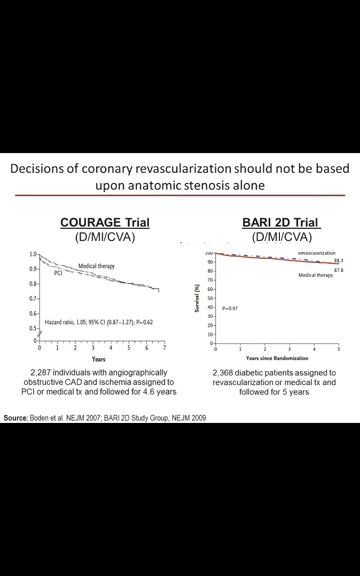 Decisions of coronary revascularization should not be based
upon anatomic stenosis alone
COURAGE Trial
(D/MI/CVA)
1.0
0.9
0.8
0.7
0.6
0.5
0
Medical therapy
PCI
Hazard ratio, 1.05; 95% CI (0.87–1.27); P=0.62
0 1 2 3 4 5 6 7
Years
2,287 individuals with angiographically
obstructive CAD and ischemia assigned to
PCI or medical tx and followed for 4.6 years
BARI 2D Trial
(D/MI/CVA)
Survival (%)
100
90
80
70
60
50
40
30
20
10
0
Revascularization
88.3
87.8
Medical therapy
P=0.97
0 1 2 3 4 5
Years since Randomization
2,368 diabetic patients assigned to
revascularization or medical tx and
followed for 5 years
Source: Boden et al. NEJM 2007; BARI 2D Study Group, NEJM 2009